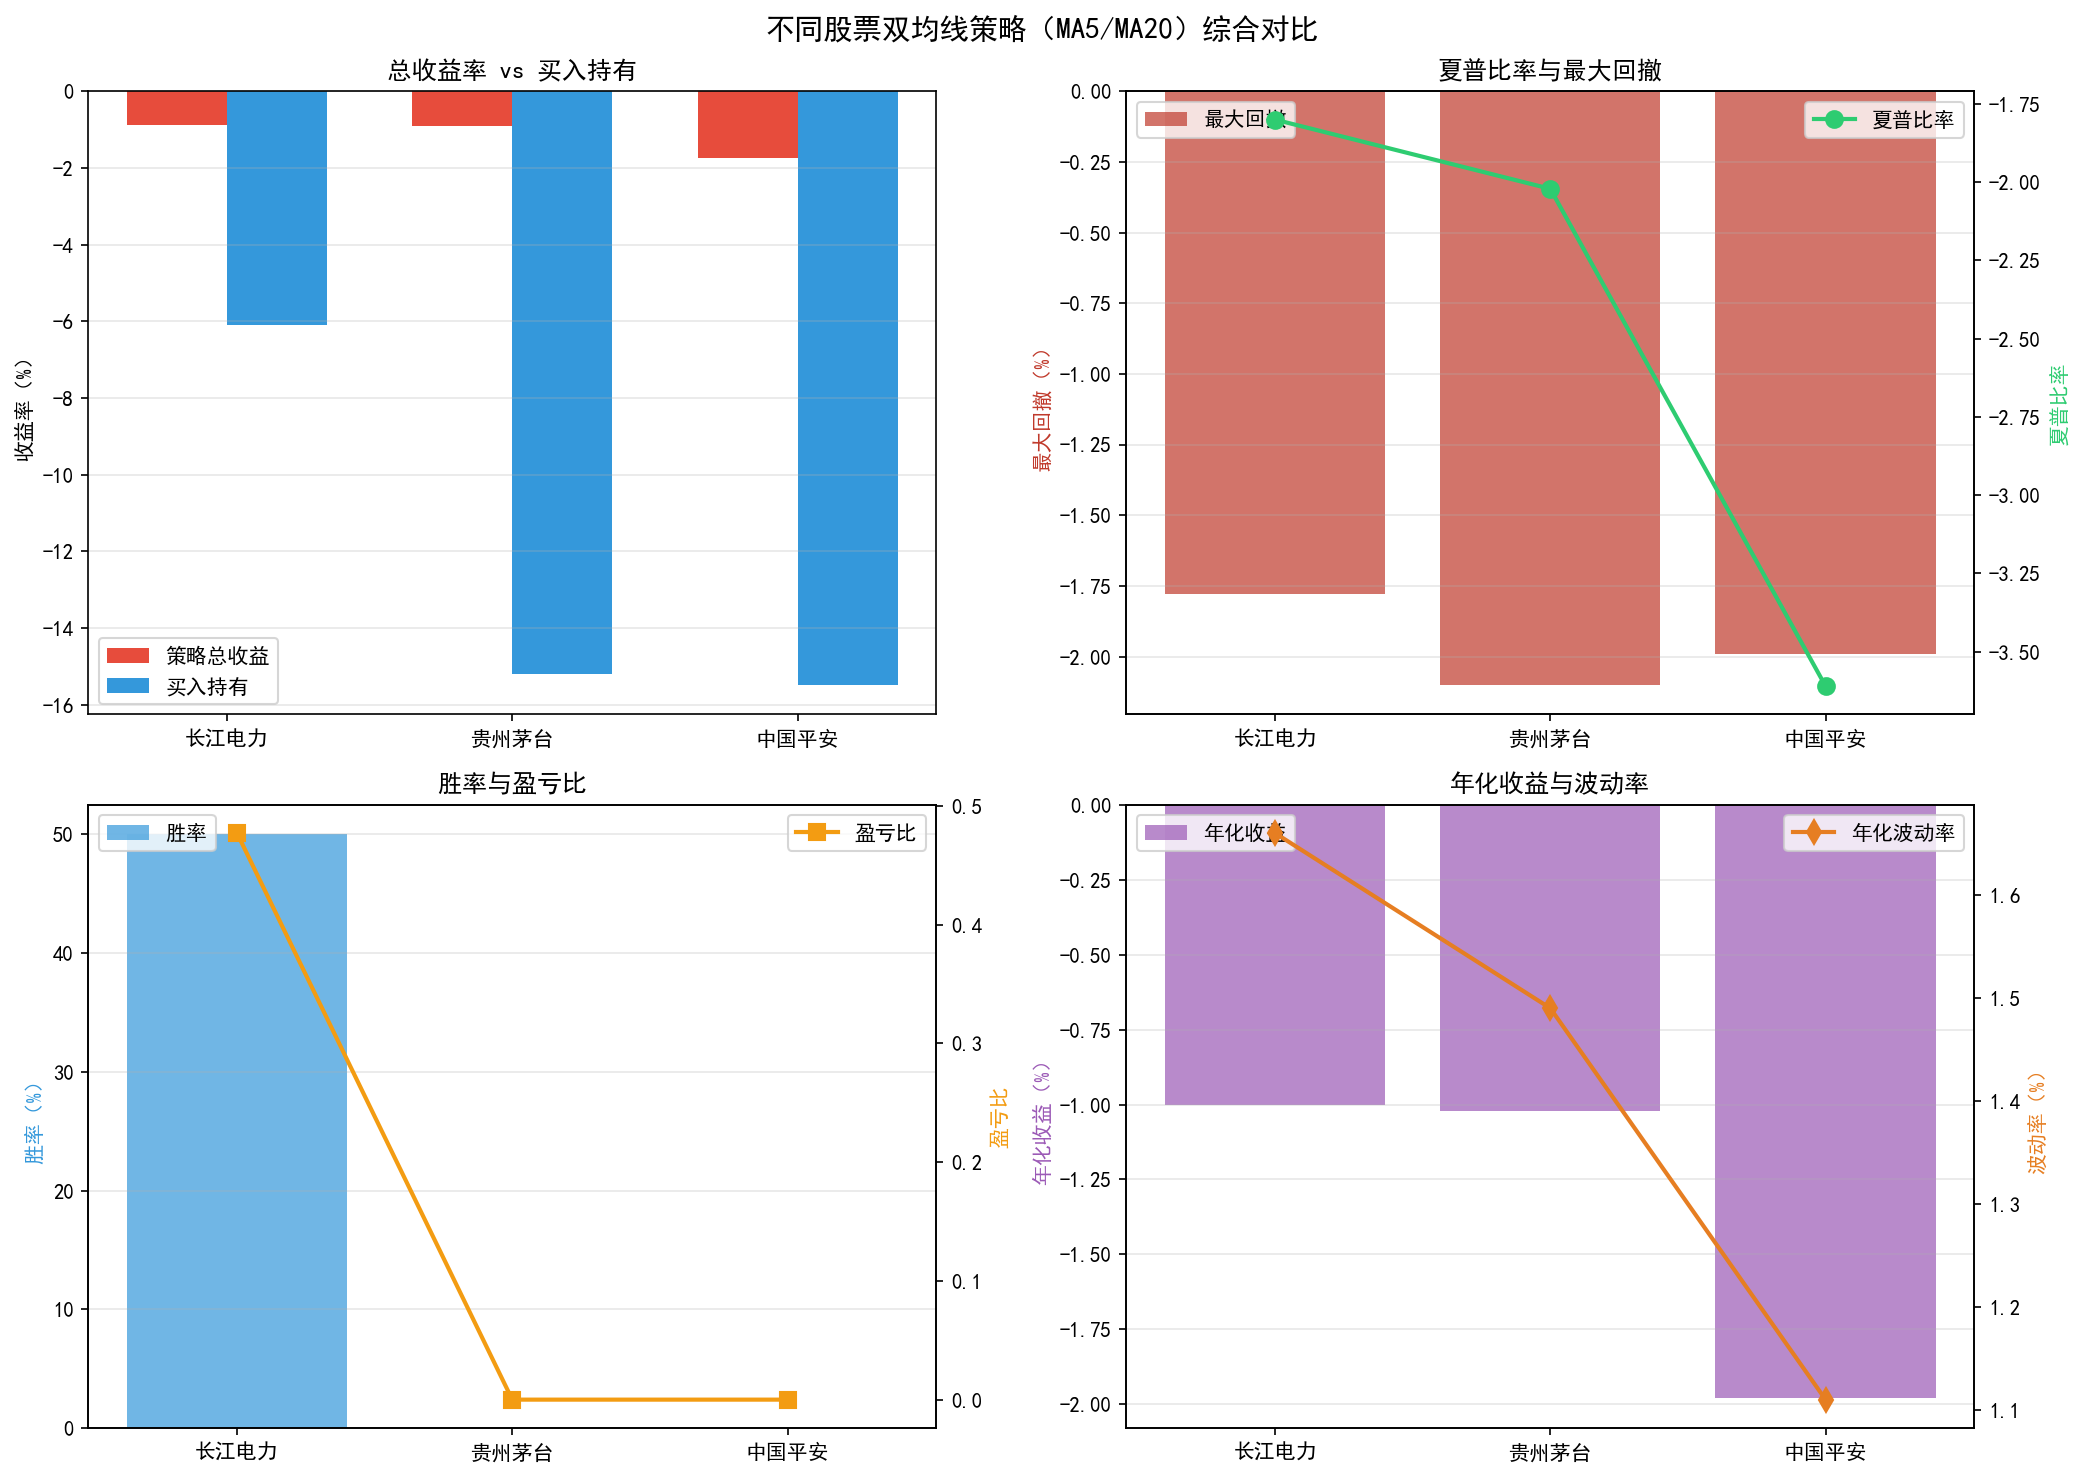 不同股票双均线策略（MA5/MA20）综合对比
总收益率 vs 买入持有
0
−2
−4
−6
−8
−10
−12
−14
−16
收益率（%）
策略总收益
买入持有
长江电力
贵州茅台
中国平安
夏普比率与最大回撤
0.00
−0.25
−0.50
−0.75
−1.00
−1.25
−1.50
−1.75
−2.00
最大回撤（%）
最大回撤
夏普比率
−1.75
−2.00
−2.25
−2.50
−2.75
−3.00
−3.25
−3.50
夏普比率
长江电力
贵州茅台
中国平安
胜率与盈亏比
50
40
30
20
10
0
胜率（%）
胜率
盈亏比
0.5
0.4
0.3
0.2
0.1
0.0
盈亏比
长江电力
贵州茅台
中国平安
年化收益与波动率
0.00
−0.25
−0.50
−0.75
−1.00
−1.25
−1.50
−1.75
−2.00
年化收益（%）
年化收益
年化波动率
1.6
1.5
1.4
1.3
1.2
1.1
波动率（%）
长江电力
贵州茅台
中国平安